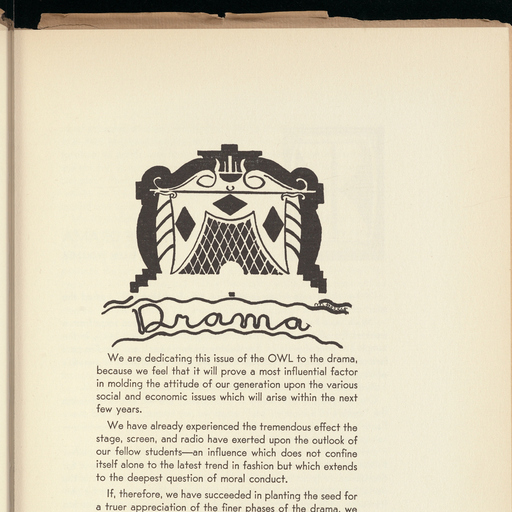 Drama
We are dedicating this issue of the OWL to the drama,
because we feel that it will prove a most influential factor
in molding the attitude of our generation upon the various
social and economic issues which will arise within the next
few years.
We have already experienced the tremendous effect the
stage, screen, and radio have exerted upon the outlook of
our fellow students—an influence which does not confine
itself alone to the latest trend in fashion but which extends
to the deepest question of moral conduct.
If, therefore, we have succeeded in planting the seed for
a truer appreciation of the finer phases of the drama, we